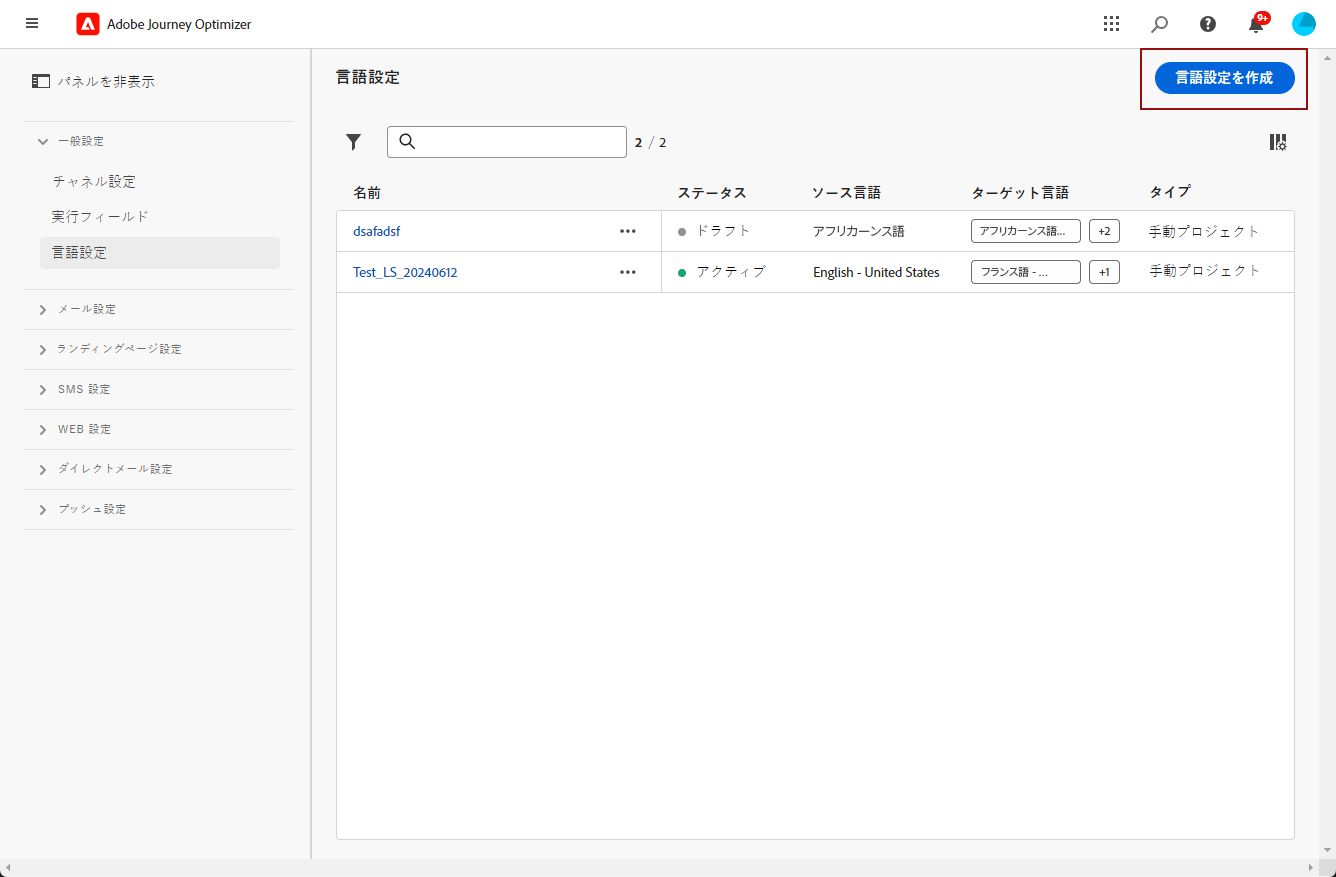 Adobe Journey Optimizer
9+
パネルを非表示
一般設定
チャネル設定
実行フィールド
言語設定
メール設定
ランディングページ設定
SMS 設定
WEB 設定
ダイレクトメール設定
プッシュ設定
言語設定
言語設定を作成
2 / 2
名前 ステータス ソース言語 ターゲット言語 タイプ
dsafadsf ドラフト アフリカーンス語 アフリカーンス語... +2 手動プロジェクト
Test_LS_20240612 アクティブ English - United States フランス語 - ... +1 手動プロジェクト